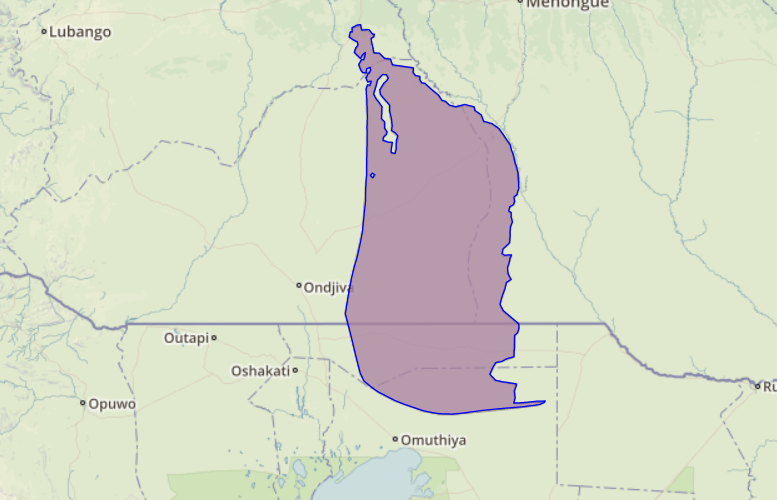 Menongue
Lubango
Ondjiva
Outapi
Oshakati
Opuwo
Ru
Omuthiya